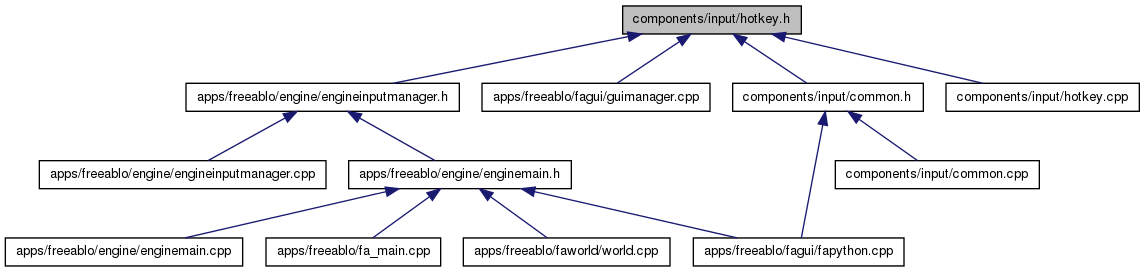 components/input/hotkey.h
apps/freeablo/engine/engineinputmanager.h
apps/freeablo/fagui/guimanager.cpp
components/input/common.h
components/input/hotkey.cpp
apps/freeablo/engine/engineinputmanager.cpp
apps/freeablo/engine/enginemain.h
components/input/common.cpp
apps/freeablo/engine/enginemain.cpp
apps/freeablo/fa_main.cpp
apps/freeablo/faworld/world.cpp
apps/freeablo/fagui/fapython.cpp